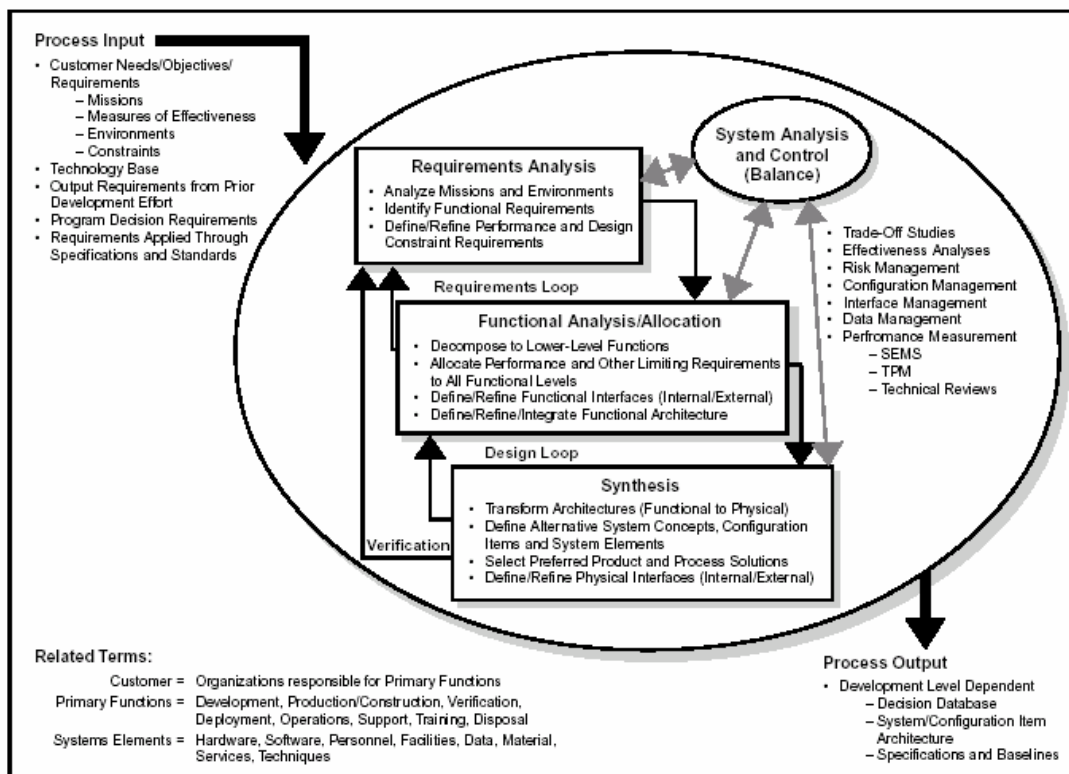 Process Input
• Customer Needs/Objectives/
Requirements
– Missions
– Measures of Effectiveness
– Environments
– Constraints
• Technology Base
• Output Requirements from Prior
Development Effort
• Program Decision Requirements
• Requirements Applied Through
Specifications and Standards
System Analysis
and Control
(Balance)
Requirements Analysis
• Analyze Missions and Environments
• Identify Functional Requirements
• Define/Refine Performance and Design
Constraint Requirements
• Trade-Off Studies
• Effectiveness Analyses
• Risk Management
• Configuration Management
• Interface Management
• Data Management
• Perfromance Measurement
– SEMS
– TPM
– Technical Reviews
Requirements Loop
Functional Analysis/Allocation
• Decompose to Lower-Level Functions
• Allocate Performance and Other Limiting Requirements
to All Functional Levels
• Define/Refine Functional Interfaces (Internal/External)
• Define/Refine/Integrate Functional Architecture
Design Loop
Synthesis
• Transform Architectures (Functional to Physical)
• Define Alternative System Concepts, Configuration
Items and System Elements
• Select Preferred Product and Process Solutions
• Define/Refine Physical Interfaces (Internal/External)
Verification
Related Terms:
Customer = Organizations responsible for Primary Functions
Primary Functions = Development, Production/Construction, Verification,
Deployment, Operations, Support, Training, Disposal
Systems Elements = Hardware, Software, Personnel, Facilities, Data, Material,
Services, Techniques
Process Output
• Development Level Dependent
– Decision Database
– System/Configuration Item
Architecture
– Specifications and Baselines